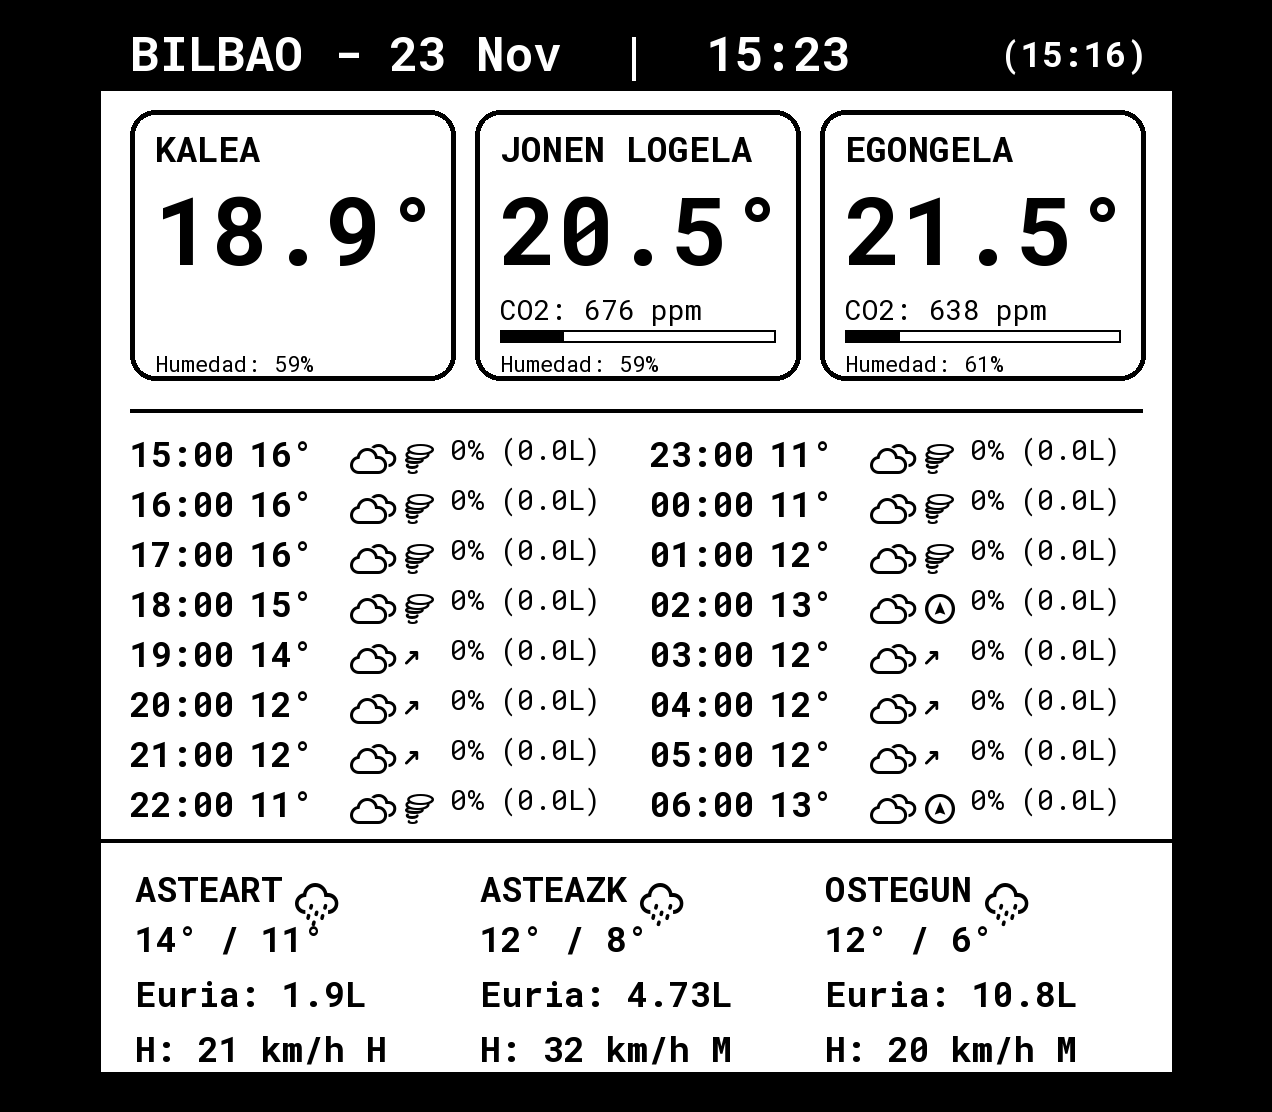 BILBAO - 23 Nov | 15:23 (15:16)
KALEA
18.9°
Humedad: 59%
JONEN LOGELA
20.5°
CO2: 676 ppm
Humedad: 59%
EGONGELA
21.5°
CO2: 638 ppm
Humedad: 61%
15:00 16° 0% (0.0L)
16:00 16° 0% (0.0L)
17:00 16° 0% (0.0L)
18:00 15° 0% (0.0L)
19:00 14° 0% (0.0L)
20:00 12° 0% (0.0L)
21:00 12° 0% (0.0L)
22:00 11° 0% (0.0L)
23:00 11° 0% (0.0L)
00:00 11° 0% (0.0L)
01:00 12° 0% (0.0L)
02:00 13° 0% (0.0L)
03:00 12° 0% (0.0L)
04:00 12° 0% (0.0L)
05:00 12° 0% (0.0L)
06:00 13° 0% (0.0L)
ASTEART
14° / 11°
Euria: 1.9L
H: 21 km/h H
ASTEAZK
12° / 8°
Euria: 4.73L
H: 32 km/h M
OSTEGUN
12° / 6°
Euria: 10.8L
H: 20 km/h M